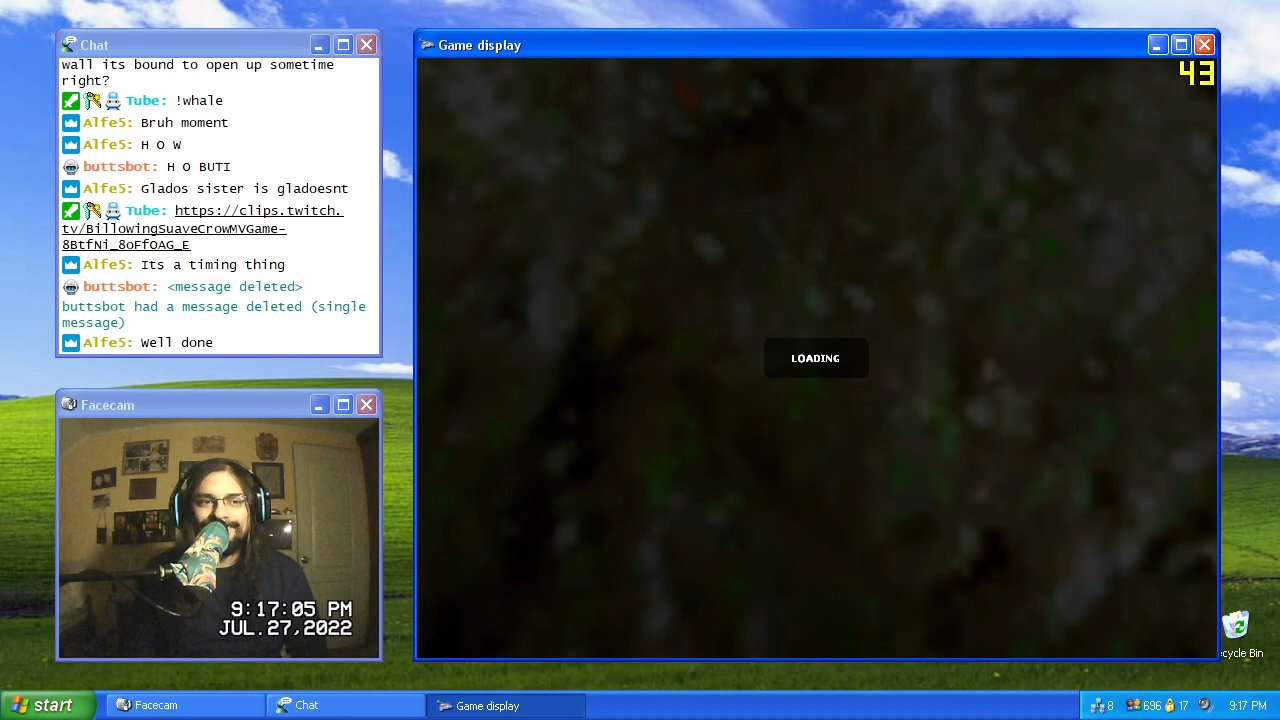 Chat
wall its bound to open up sometime
right?
Tube: !whale
Alfe5: Bruh moment
Alfe5: H O W
buttsbot: H O BUTI
Alfe5: Glados sister is gladoesnt
Tube: https://clips.twitch.
tv/BillowingSuaveCrowMVGame-
8BtfNi_8oFfOAG_E
Alfe5: Its a timing thing
buttsbot: <message deleted>
buttsbot had a message deleted (single
message)
Alfe5: Well done
Facecam
9:17:05 PM
JUL.27,2022
Game display
43
LOADING
ecycle Bin
start
Facecam
Chat
Game display
8
696
17
9:17 PM